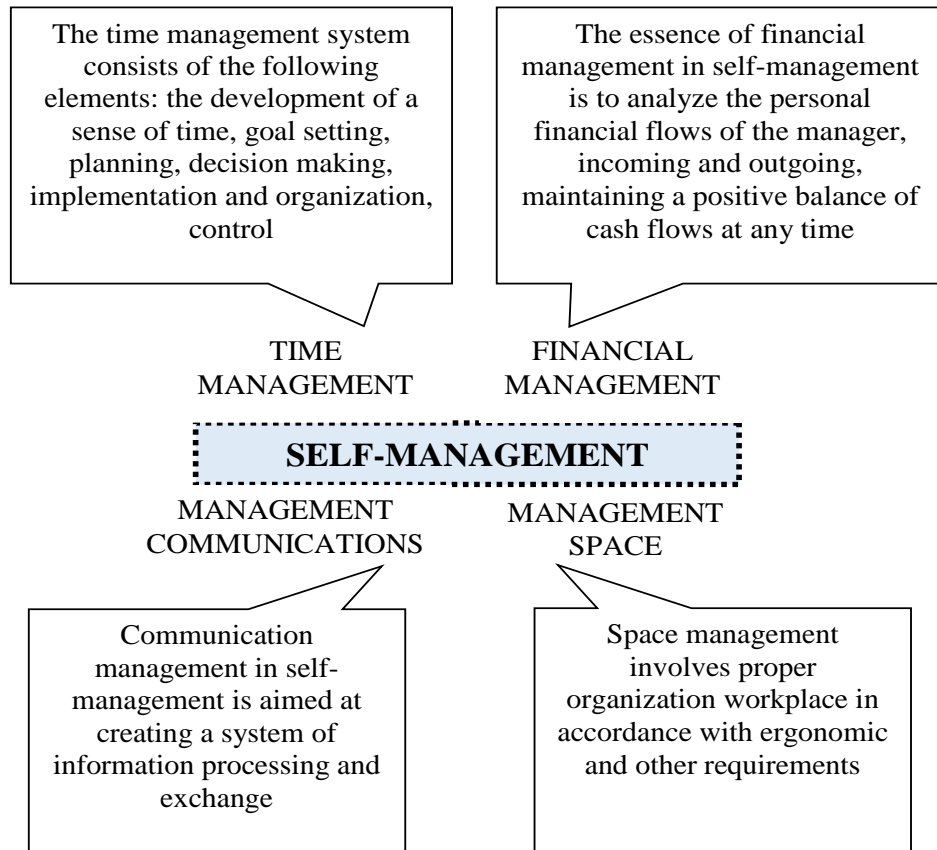 The time management system
consists of the following
elements: the development of a
sense of time, goal setting,
planning, decision making,
implementation and organization,
control
The essence of financial
management in self-management
is to analyze the personal
financial flows of the manager,
incoming and outgoing,
maintaining a positive balance of
cash flows at any time
TIME
MANAGEMENT
FINANCIAL
MANAGEMENT
SELF-MANAGEMENT
MANAGEMENT
COMMUNICATIONS
MANAGEMENT
SPACE
Communication
management in self-
management is aimed at
creating a system of
information processing and
exchange
Space management
involves proper
organization workplace in
accordance with ergonomic
and other requirements